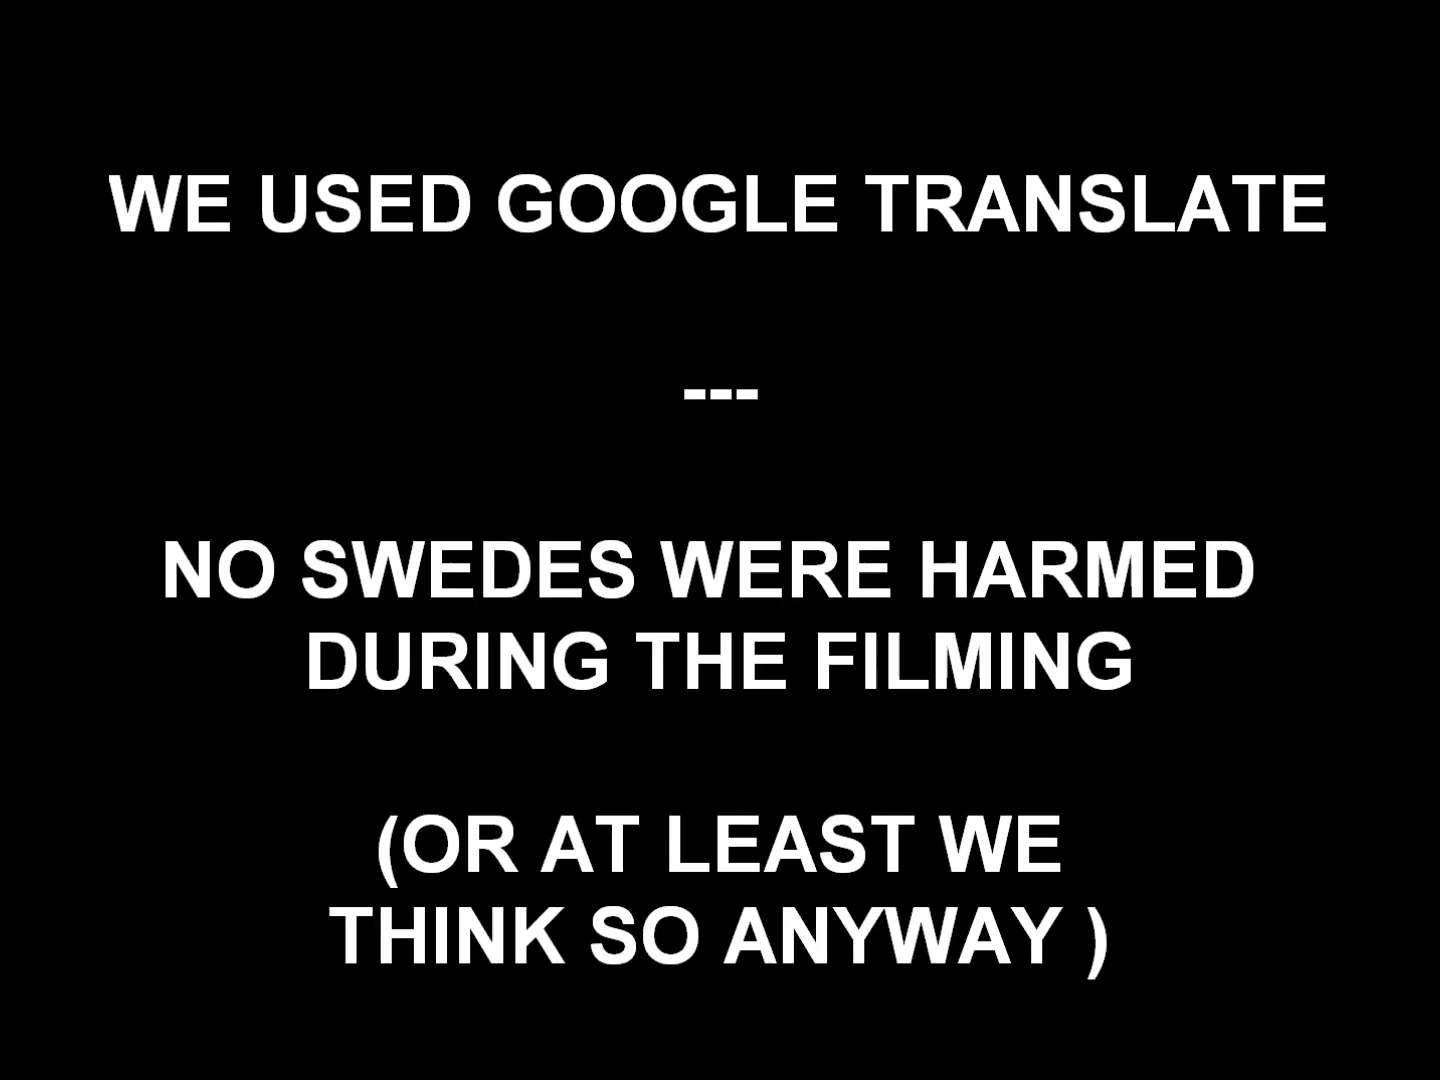 WE USED GOOGLE TRANSLATE
---
NO SWEDES WERE HARMED
DURING THE FILMING
(OR AT LEAST WE
THINK SO ANYWAY )